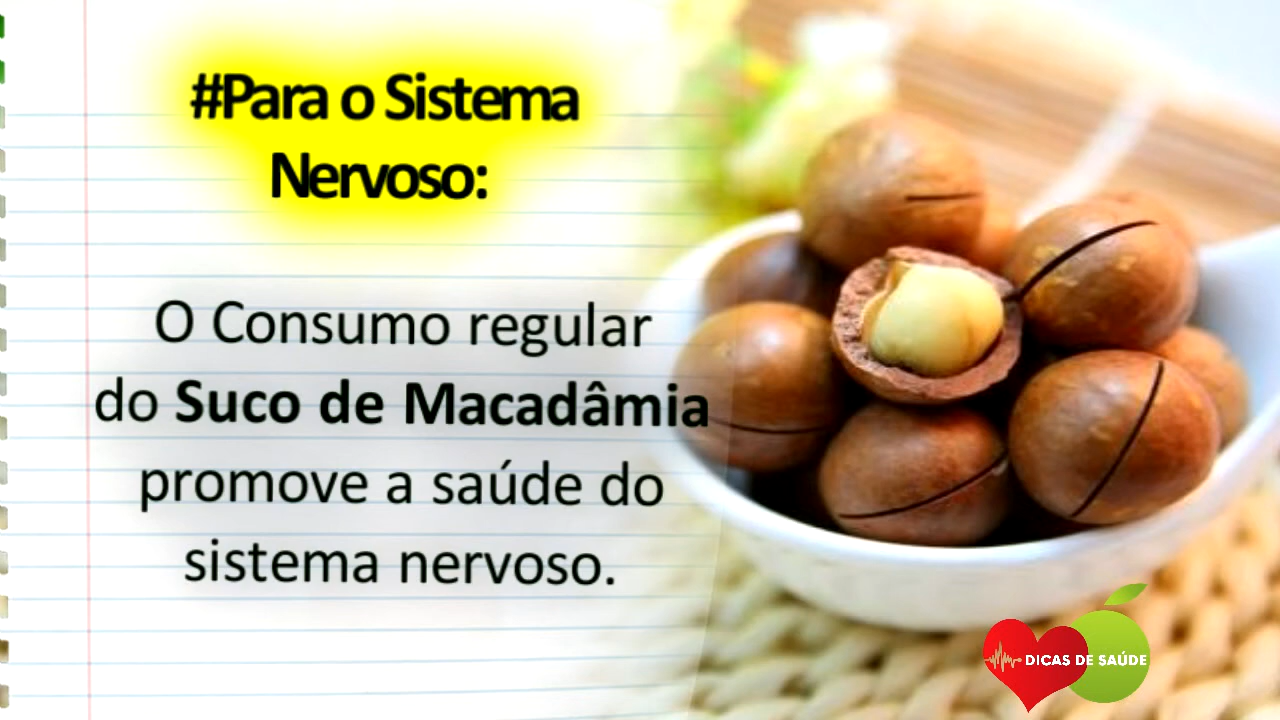 #Para o Sistema
Nervoso:
O Consumo regular
do Suco de Macadâmia
promove a saúde do
sistema nervoso.
DICAS DE SAÚDE